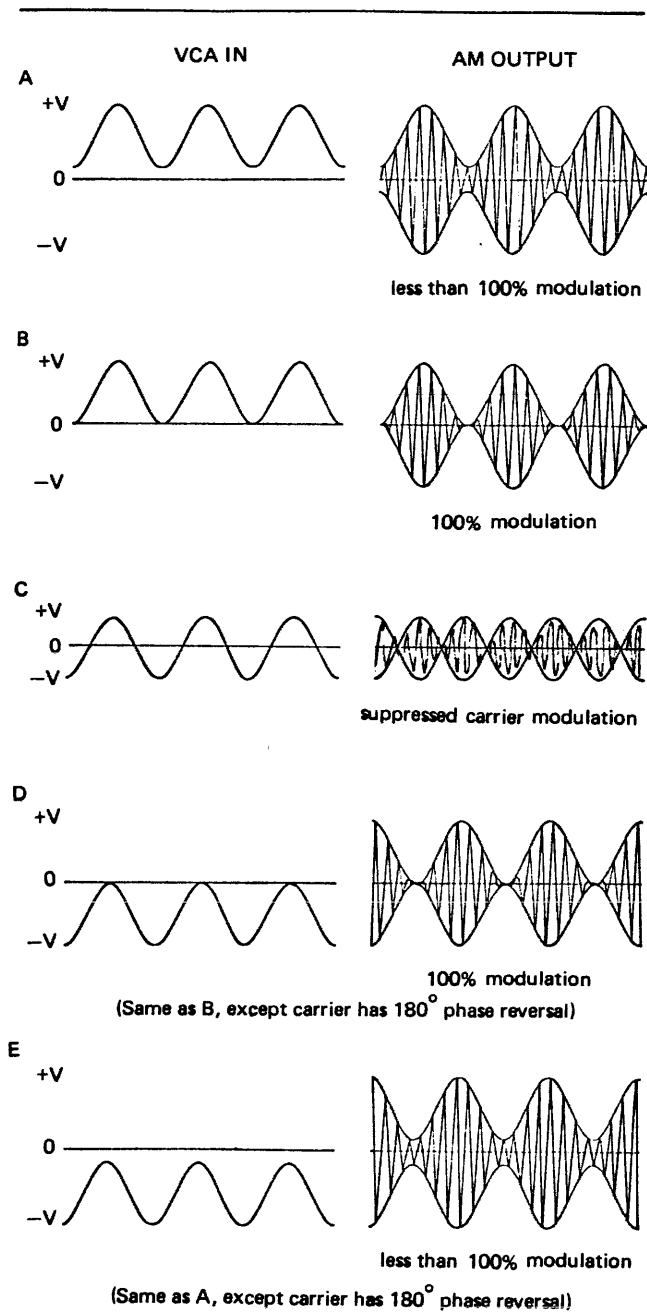 VCA IN AM OUTPUT
A
+V
0
−V
less than 100% modulation
B
+V
0
−V
100% modulation
C
+V
0
−V
suppressed carrier modulation
D
+V
0
−V
100% modulation
(Same as B, except carrier has 180° phase reversal)
E
+V
0
−V
less than 100% modulation
(Same as A, except carrier has 180° phase reversal)